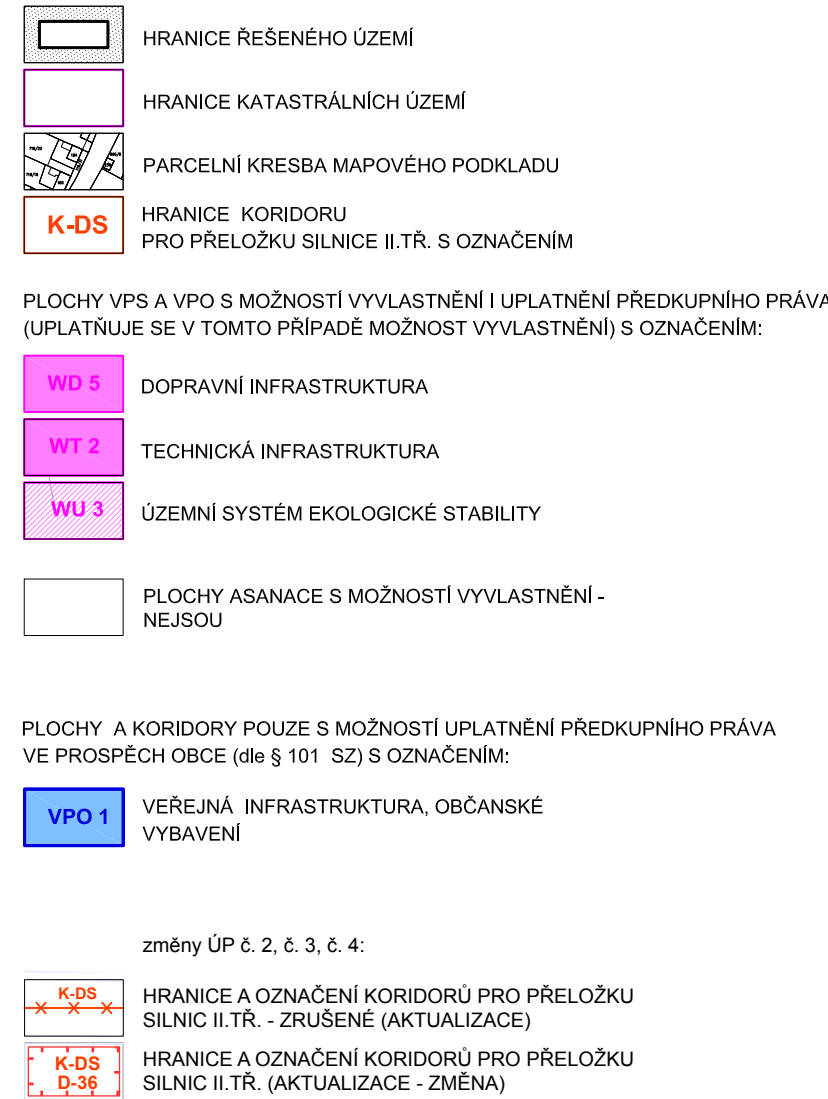 HRANICE ŘEŠENÉHO ÚZEMÍ
HRANICE KATASTRÁLNÍCH ÚZEMÍ
PARCELNÍ KRESBA MAPOVÉHO PODKLADU
K-DS
HRANICE KORIDORU
PRO PŘELOŽKU SILNICE II.TŘ. S OZNAČENÍM
PLOCHY VPS A VPO S MOŽNOSTÍ VYVLASTNĚNÍ I UPLATNĚNÍ PŘEDKUPNÍHO PRÁVA
(UPLATŇUJE SE V TOMTO PŘÍPADĚ MOŽNOST VYVLASTNĚNÍ) S OZNAČENÍM:
WD 5
DOPRAVNÍ INFRASTRUKTURA
WT 2
TECHNICKÁ INFRASTRUKTURA
WU 3
ÚZEMNÍ SYSTÉM EKOLOGICKÉ STABILITY
PLOCHY ASANACE S MOŽNOSTÍ VYVLASTNĚNÍ -
NEJSOU
PLOCHY A KORIDORY POUZE S MOŽNOSTÍ UPLATNĚNÍ PŘEDKUPNÍHO PRÁVA
VE PROSPĚCH OBCE (dle § 101 SZ) S OZNAČENÍM:
VPO 1
VEŘEJNÁ INFRASTRUKTURA, OBČANSKÉ
VYBAVENÍ
změny ÚP č. 2, č. 3, č. 4:
K-DS
HRANICE A OZNAČENÍ KORIDORŮ PRO PŘELOŽKU
SILNIC II.TŘ. - ZRUŠENÉ (AKTUALIZACE)
K-DS
D-36
HRANICE A OZNAČENÍ KORIDORŮ PRO PŘELOŽKU
SILNIC II.TŘ. (AKTUALIZACE - ZMĚNA)